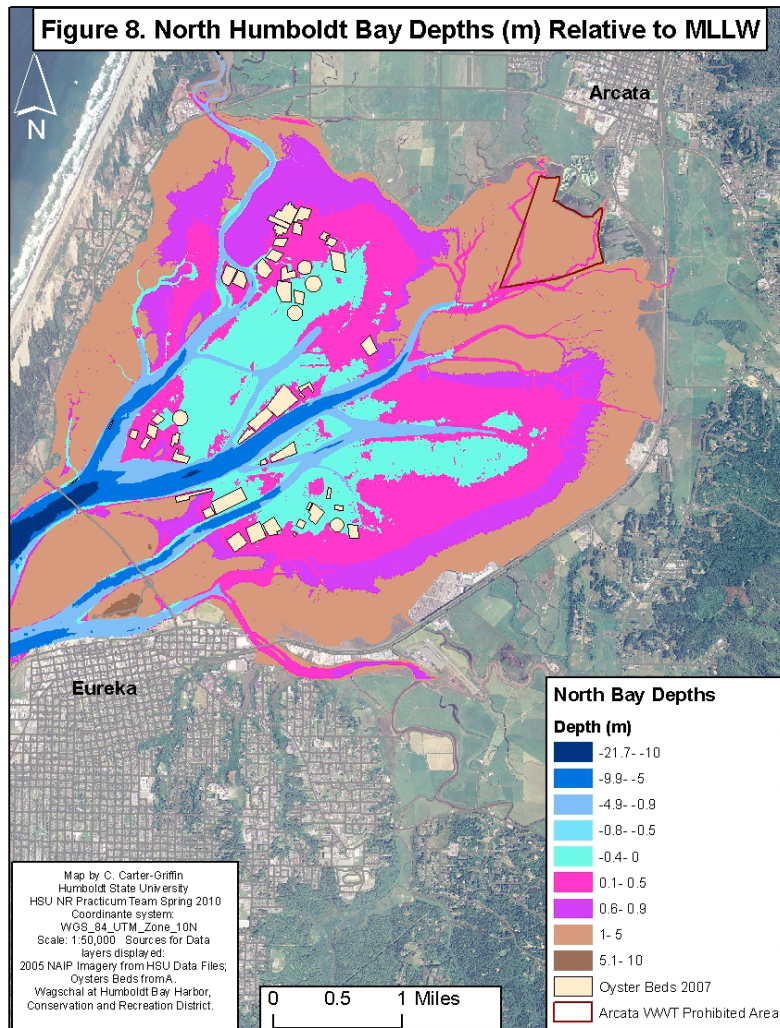 Figure 8. North Humboldt Bay Depths (m) Relative to MLLW
Arcata
N
Eureka
North Bay Depths
Depth (m)
-21.7- -10
-9.9- -5
-4.9- -0.9
-0.8- -0.5
-0.4- 0
0.1- 0.5
0.6- 0.9
1- 5
5.1- 10
Oyster Beds 2007
Arcata WWT Prohibited Area
Map by C. Carter-Griffin
Humboldt State University
HSU NR Practicum Team Spring 2010
Coordinante system:
WGS_84_UTM_Zone_10N
Scale: 1:50,000 Sources for Data
layers displayed:
2005 NAIP Imagery from HSU Data Files;
Oysters Beds from A.
Wagschal at Humboldt Bay Harbor,
Conservation and Recreation District.
0 0.5 1 Miles